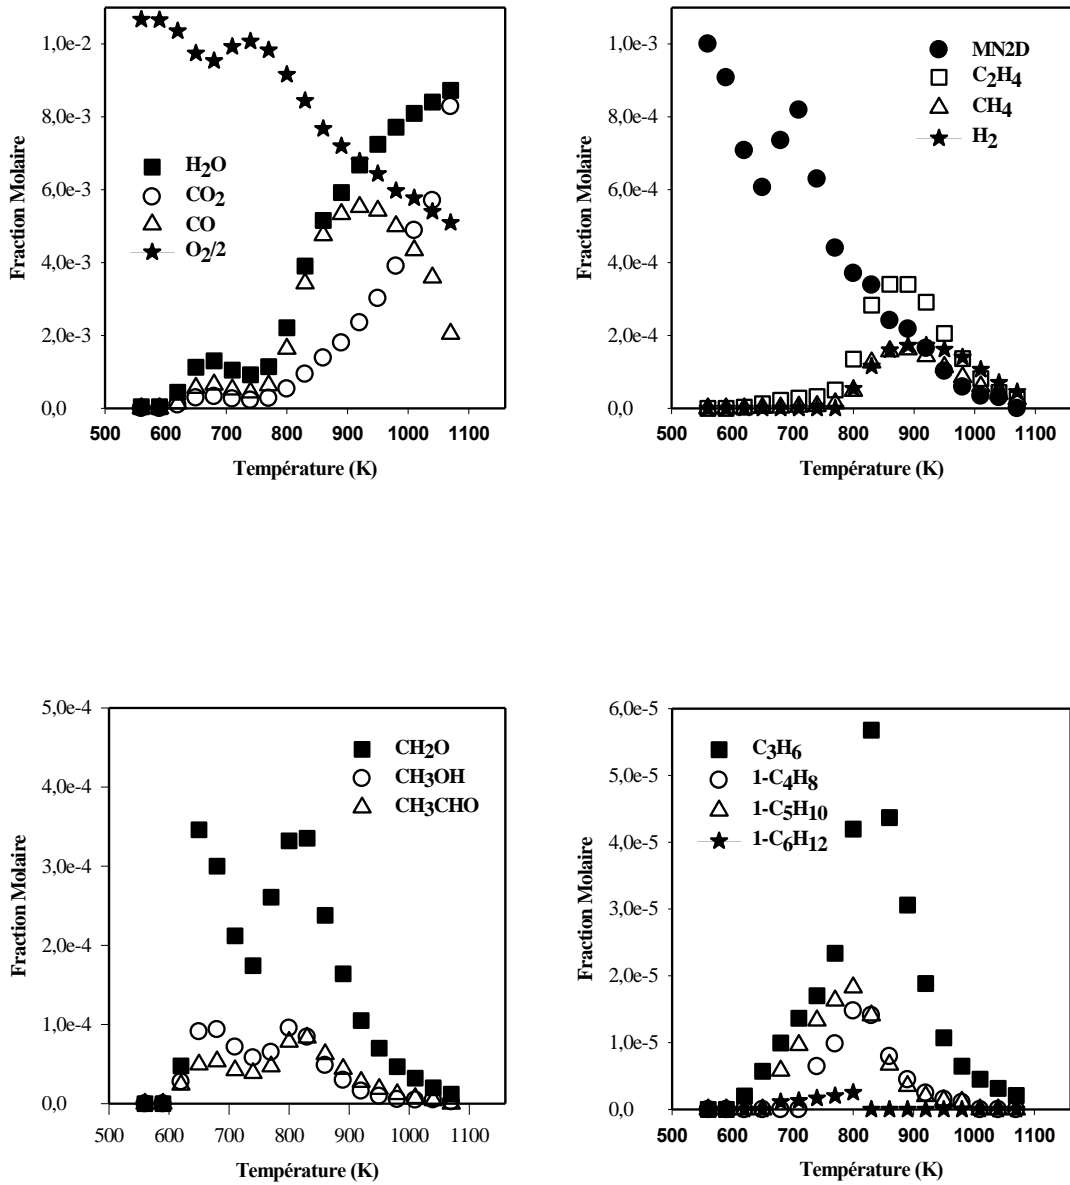 1,0e-2
8,0e-3
6,0e-3
4,0e-3
2,0e-3
0,0
Fraction Molaire
H2O
CO2
CO
O2/2
500 600 700 800 900 1000 1100
Température (K)
1,0e-3
8,0e-4
6,0e-4
4,0e-4
2,0e-4
0,0
Fraction Molaire
MN2D
C2H4
CH4
H2
500 600 700 800 900 1000 1100
Température (K)
5,0e-4
4,0e-4
3,0e-4
2,0e-4
1,0e-4
0,0
Fraction Molaire
CH2O
CH3OH
CH3CHO
500 600 700 800 900 1000 1100
Température (K)
6,0e-5
5,0e-5
4,0e-5
3,0e-5
2,0e-5
1,0e-5
0,0
Fraction Molaire
C3H6
1-C4H8
1-C5H10
1-C6H12
500 600 700 800 900 1000 1100
Température (K)